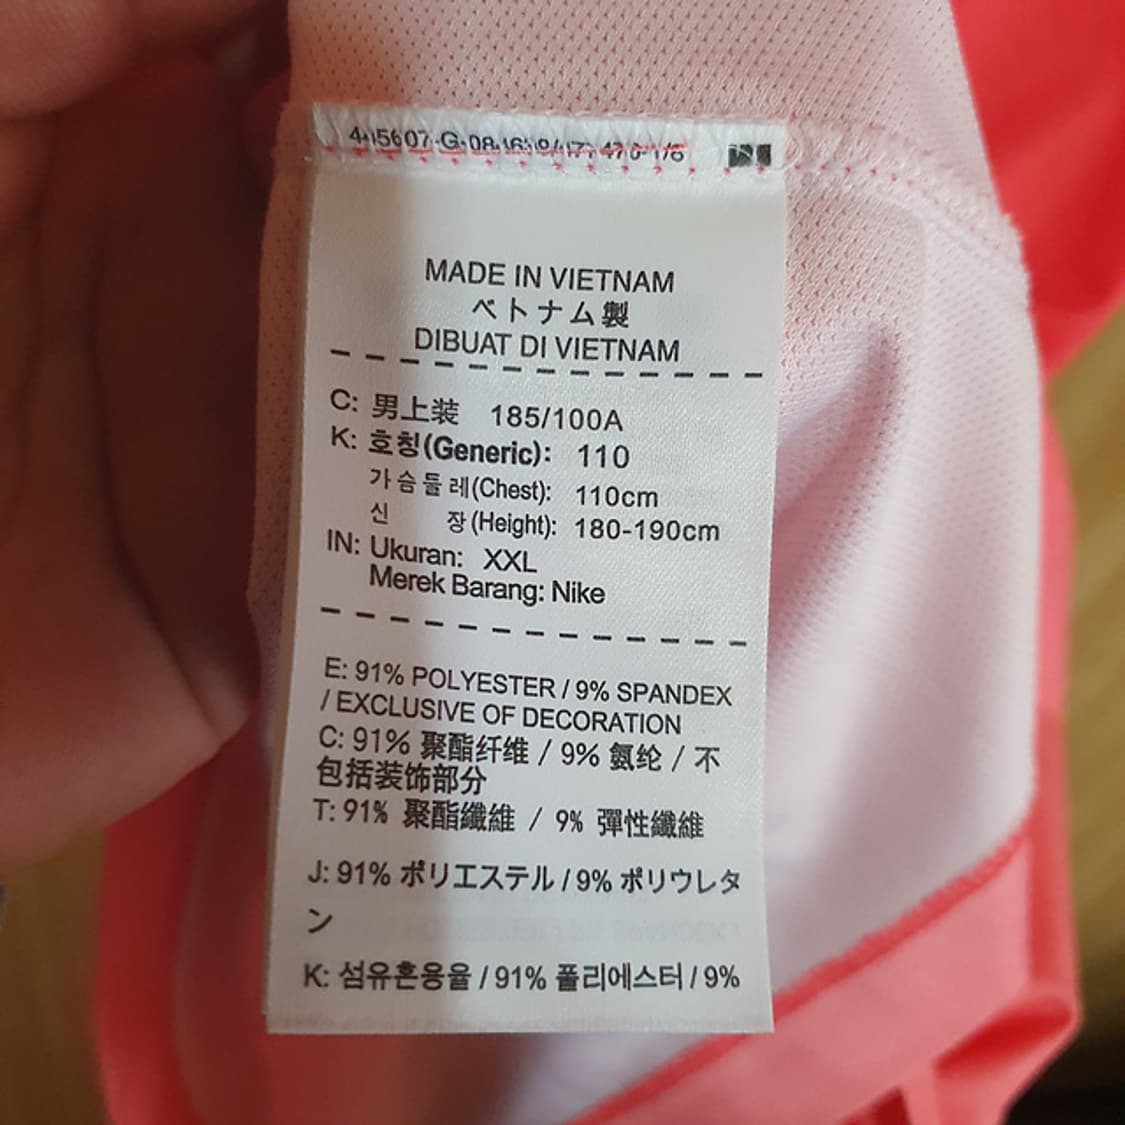 MADE IN VIETNAM
ベトナム製
DIBUAT DI VIETNAM
C: 男上装 185/100A
K: 호칭(Generic): 110
가슴둘레(Chest): 110cm
신 장(Height): 180-190cm
IN: Ukuran: XXL
Merek Barang: Nike
E: 91% POLYESTER / 9% SPANDEX
/ EXCLUSIVE OF DECORATION
C: 91% 聚酯纤维 / 9% 氨纶 / 不
包括装饰部分
T: 91% 聚酯纖維 / 9% 彈性纖維
J: 91% ポリエステル / 9% ポリウレタ
ン
K: 섬유혼용율 / 91% 폴리에스터 / 9%